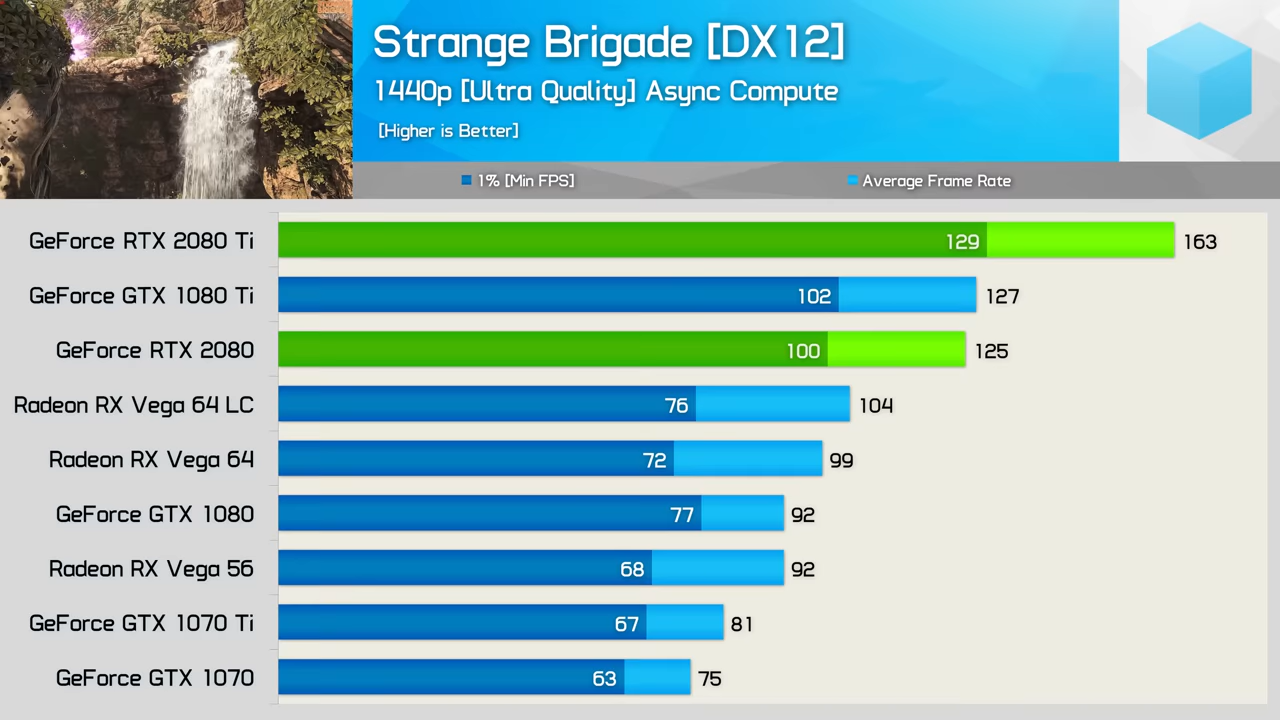 Strange Brigade [DX12]
1440p [Ultra Quality] Async Compute
[Higher is Better]
1% [Min FPS] Average Frame Rate
GeForce RTX 2080 Ti 129 163
GeForce GTX 1080 Ti 102 127
GeForce RTX 2080 100 125
Radeon RX Vega 64 LC 76 104
Radeon RX Vega 64 72 99
GeForce GTX 1080 77 92
Radeon RX Vega 56 68 92
GeForce GTX 1070 Ti 67 81
GeForce GTX 1070 63 75